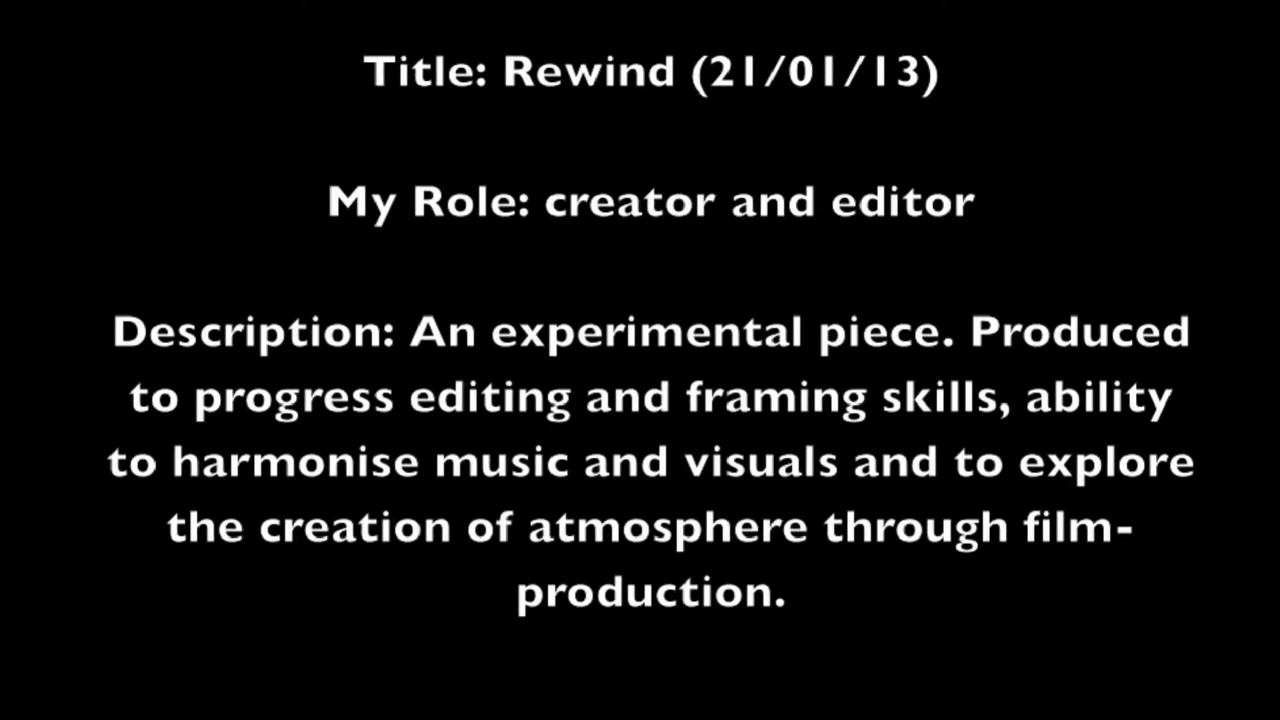 Title: Rewind (21/01/13)
My Role: creator and editor
Description: An experimental piece. Produced
to progress editing and framing skills, ability
to harmonise music and visuals and to explore
the creation of atmosphere through film-
production.